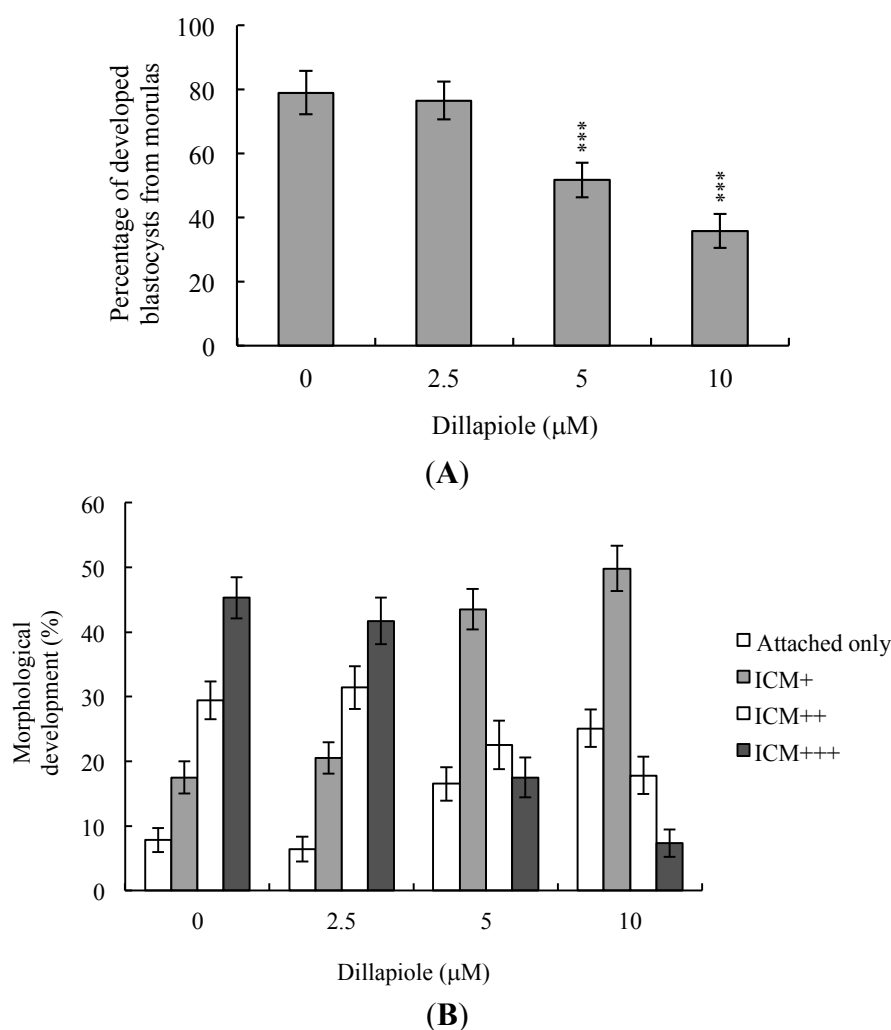 Percentage of developed
blastocysts from morulas
100
80
60
40
20
0
***
***
0 2.5 5 10
Dillapiole (μM)
(A)
Morphological
development (%)
60
50
40
30
20
10
0
0 2.5 5 10
Dillapiole (μM)
Attached only
ICM+
ICM++
ICM+++
(B)